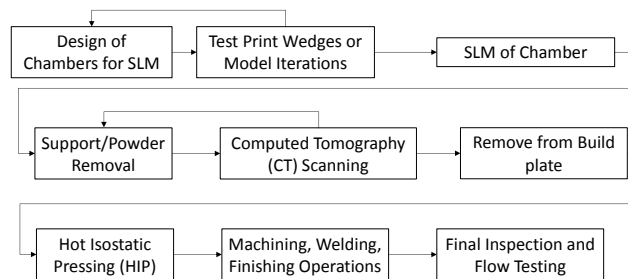 Design of
Chambers for SLM
Test Print Wedges or
Model Iterations
SLM of Chamber
Support/Powder
Removal
Computed Tomography
(CT) Scanning
Remove from Build
plate
Hot Isostatic
Pressing (HIP)
Machining, Welding,
Finishing Operations
Final Inspection and
Flow Testing